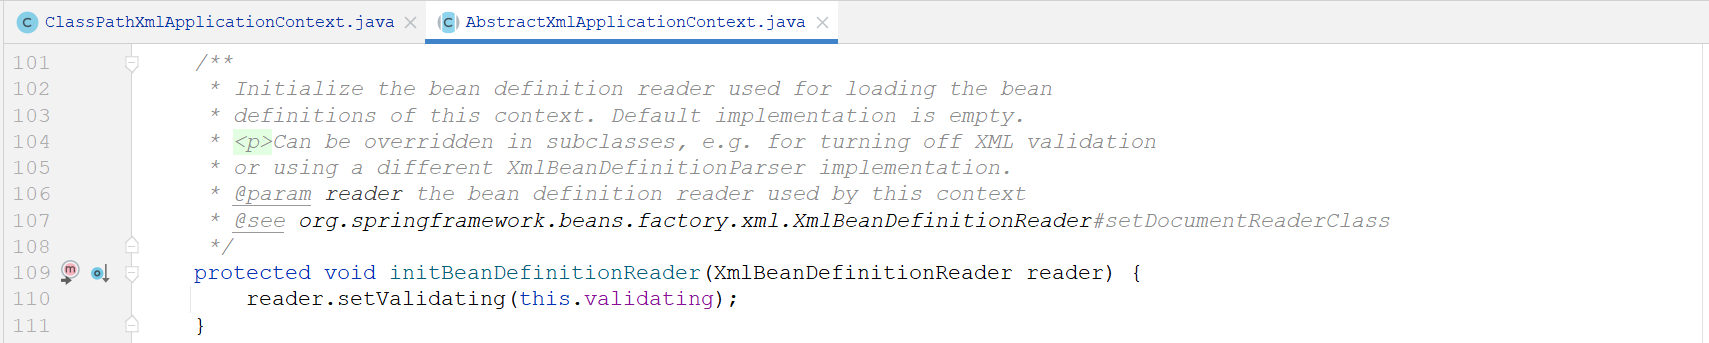 ClassPathXmlApplicationContext.java AbstractXmlApplicationContext.java
101 /**
102 * Initialize the bean definition reader used for loading the bean
103 * definitions of this context. Default implementation is empty.
104 * <p>Can be overridden in subclasses, e.g. for turning off XML validation
105 * or using a different XmlBeanDefinitionParser implementation.
106 * @param reader the bean definition reader used by this context
107 * @see org.springframework.beans.factory.xml.XmlBeanDefinitionReader#setDocumentReaderClass
108 */
109 protected void initBeanDefinitionReader(XmlBeanDefinitionReader reader) {
110 reader.setValidating(this.validating);
111 }